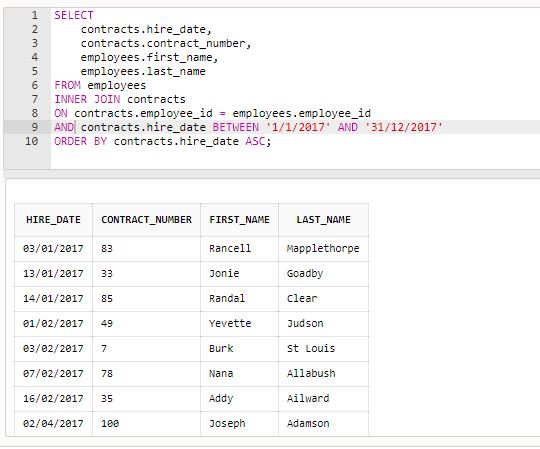 1 SELECT
2 contracts.hire_date,
3 contracts.contract_number,
4 employees.first_name,
5 employees.last_name
6 FROM employees
7 INNER JOIN contracts
8 ON contracts.employee_id = employees.employee_id
9 AND contracts.hire_date BETWEEN '1/1/2017' AND '31/12/2017'
10 ORDER BY contracts.hire_date ASC;
HIRE_DATE CONTRACT_NUMBER FIRST_NAME LAST_NAME
03/01/2017 83 Rancell Mapplethorpe
13/01/2017 33 Jonie Goadby
14/01/2017 85 Randal Clear
01/02/2017 49 Yevette Judson
03/02/2017 7 Burk St Louis
07/02/2017 78 Nana Allabush
16/02/2017 35 Addy Ailward
02/04/2017 100 Joseph Adamson